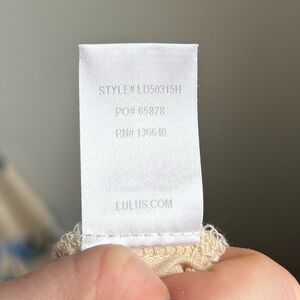 STYLE# LD50315H
PO# 65878
RN# 136640
LULUS.COM